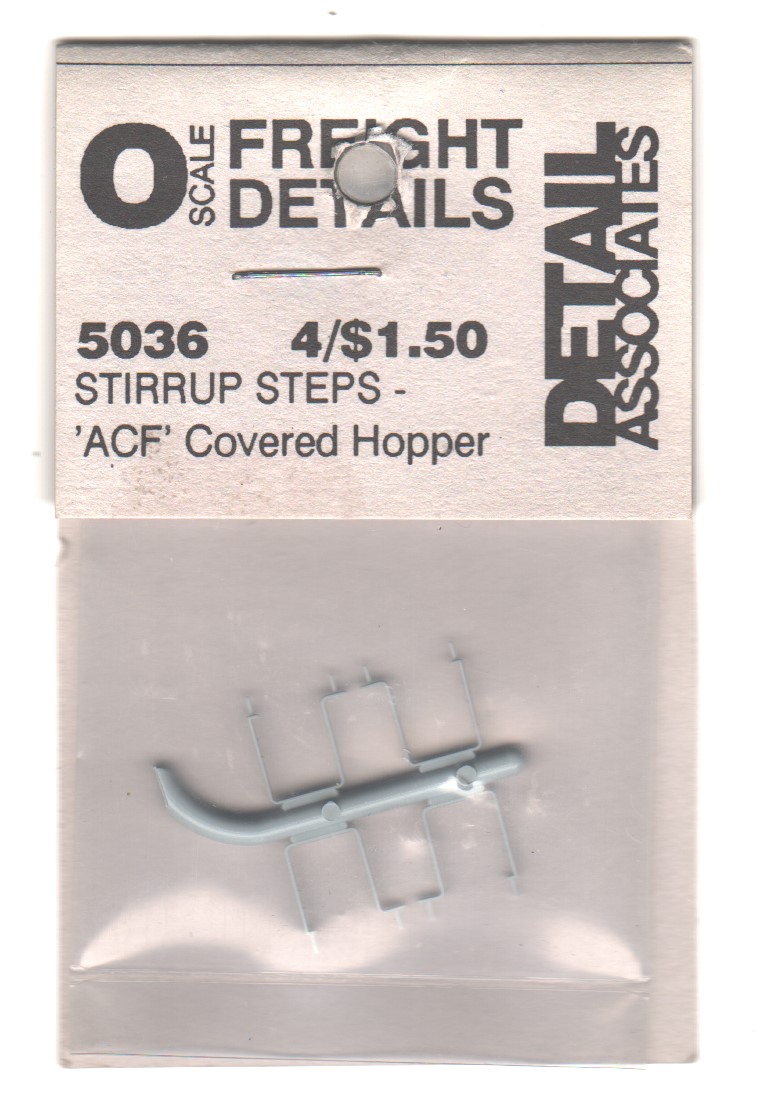 O SCALE FREIGHT
DETAILS
DETAIL
ASSOCIATES
5036 4/$1.50
STIRRUP STEPS -
'ACF' Covered Hopper